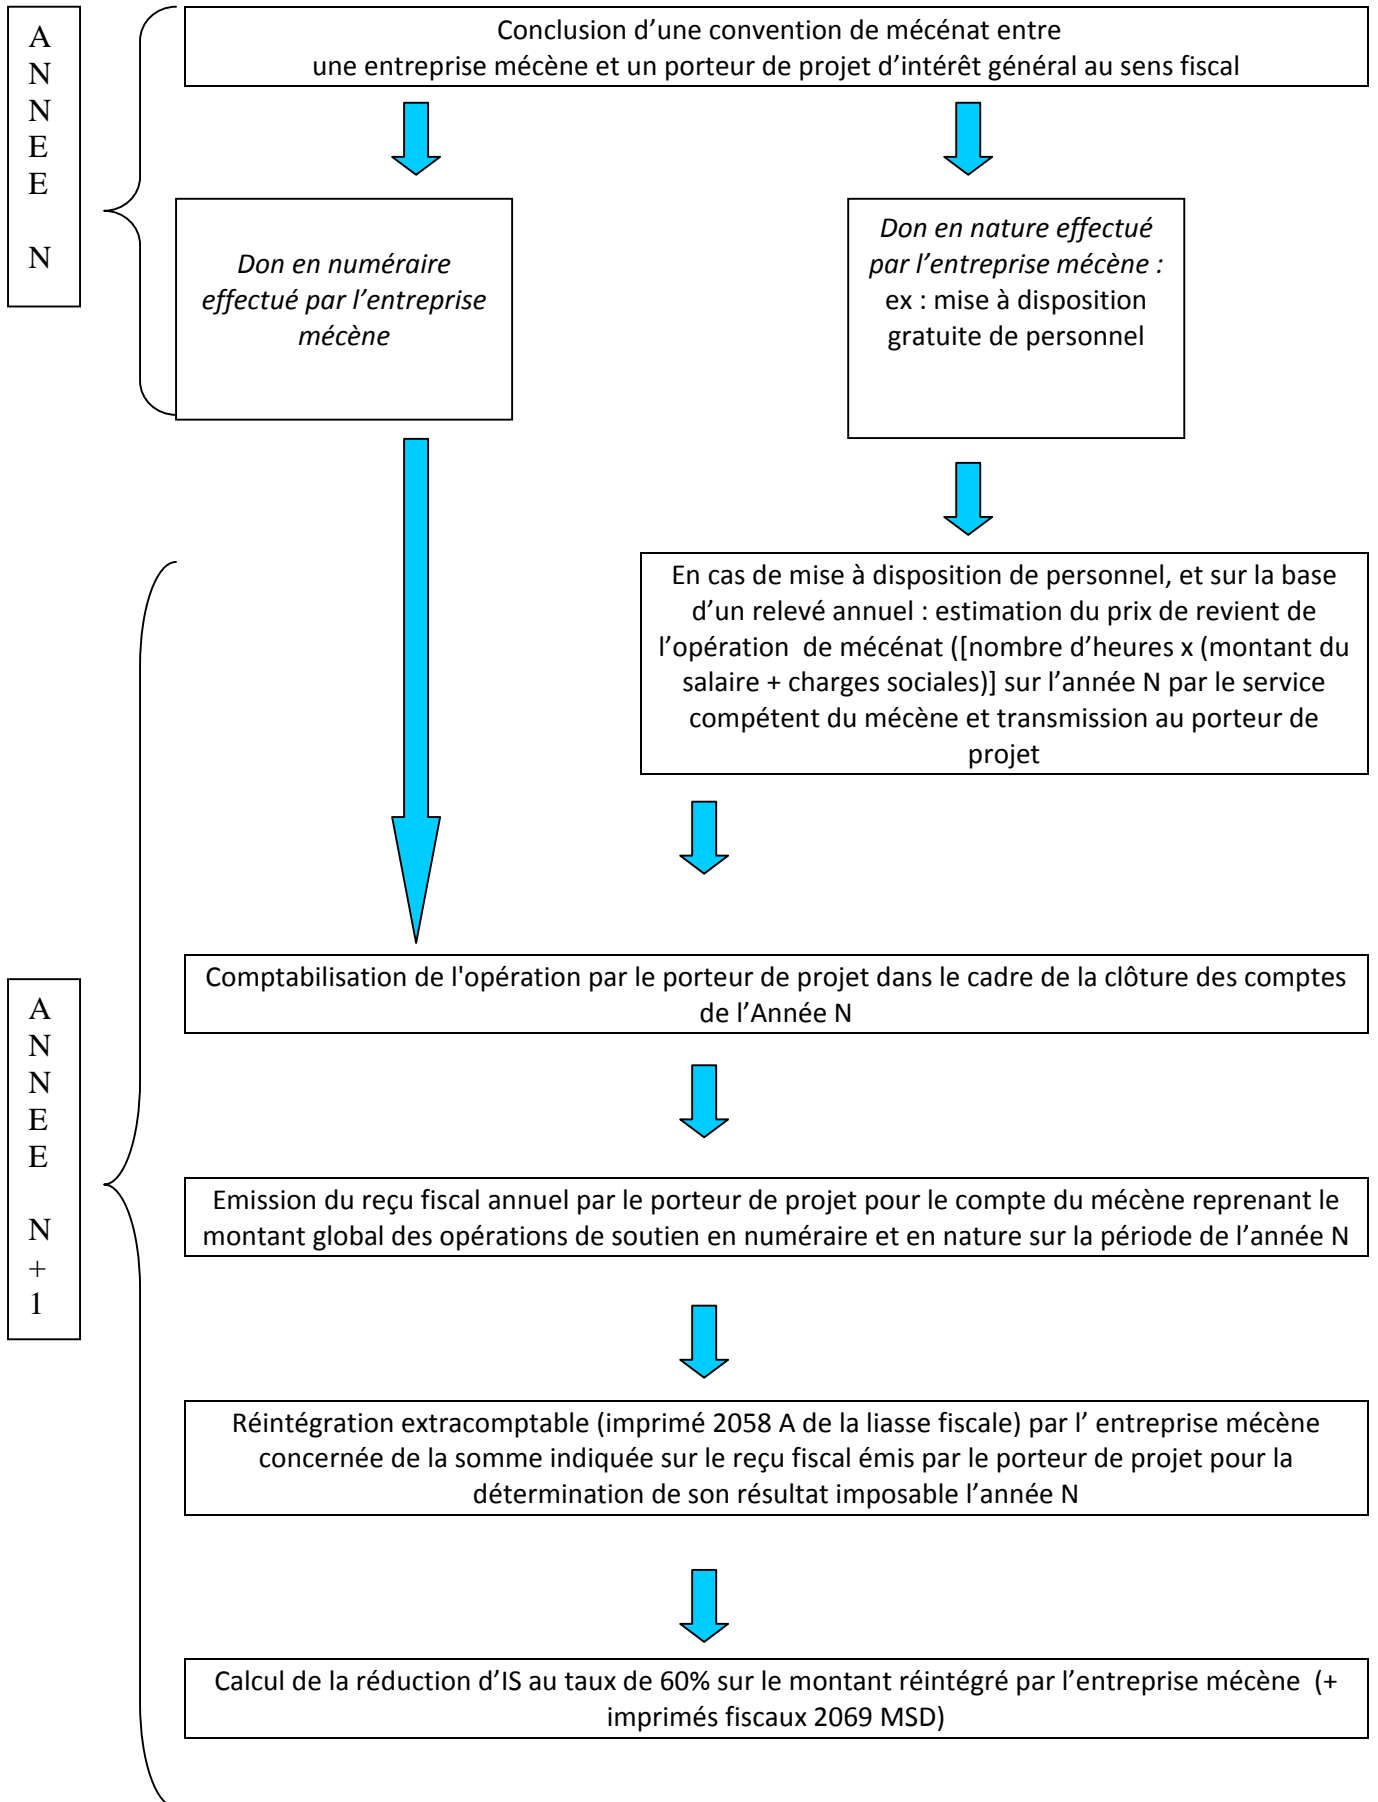 A
N
N
E
E
N
Conclusion d’une convention de mécénat entre
une entreprise mécène et un porteur de projet d’intérêt général au sens fiscal
Don en numéraire
effectué par l’entreprise
mécène
Don en nature effectué
par l’entreprise mécène :
ex : mise à disposition
gratuite de personnel
En cas de mise à disposition de personnel, et sur la base
d’un relevé annuel : estimation du prix de revient de
l’opération de mécénat ([nombre d’heures x (montant du
salaire + charges sociales)] sur l’année N par le service
compétent du mécène et transmission au porteur de
projet
A
N
N
E
E
N
+
1
Comptabilisation de l'opération par le porteur de projet dans le cadre de la clôture des comptes
de l’Année N
Emission du reçu fiscal annuel par le porteur de projet pour le compte du mécène reprenant le
montant global des opérations de soutien en numéraire et en nature sur la période de l’année N
Réintégration extracomptable (imprimé 2058 A de la liasse fiscale) par l’ entreprise mécène
concernée de la somme indiquée sur le reçu fiscal émis par le porteur de projet pour la
détermination de son résultat imposable l’année N
Calcul de la réduction d’IS au taux de 60% sur le montant réintégré par l’entreprise mécène (+
imprimés fiscaux 2069 MSD)